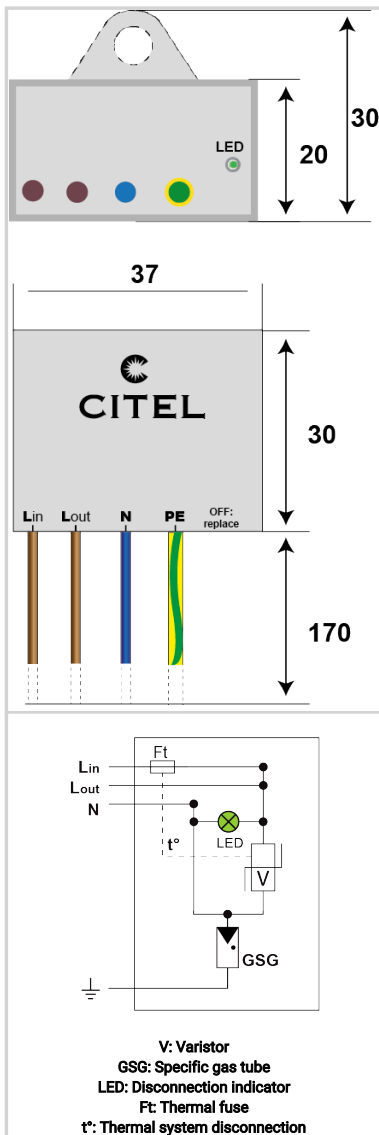 30
20
LED
37
CITEL
30
Lin Lout N PE OFF:
replace
170
Ft
Lin
Lout
N
LED
t°
V
GSG
V: Varistor
GSG: Specific gas tube
LED: Disconnection indicator
Ft: Thermal fuse
t°: Thermal system disconnection